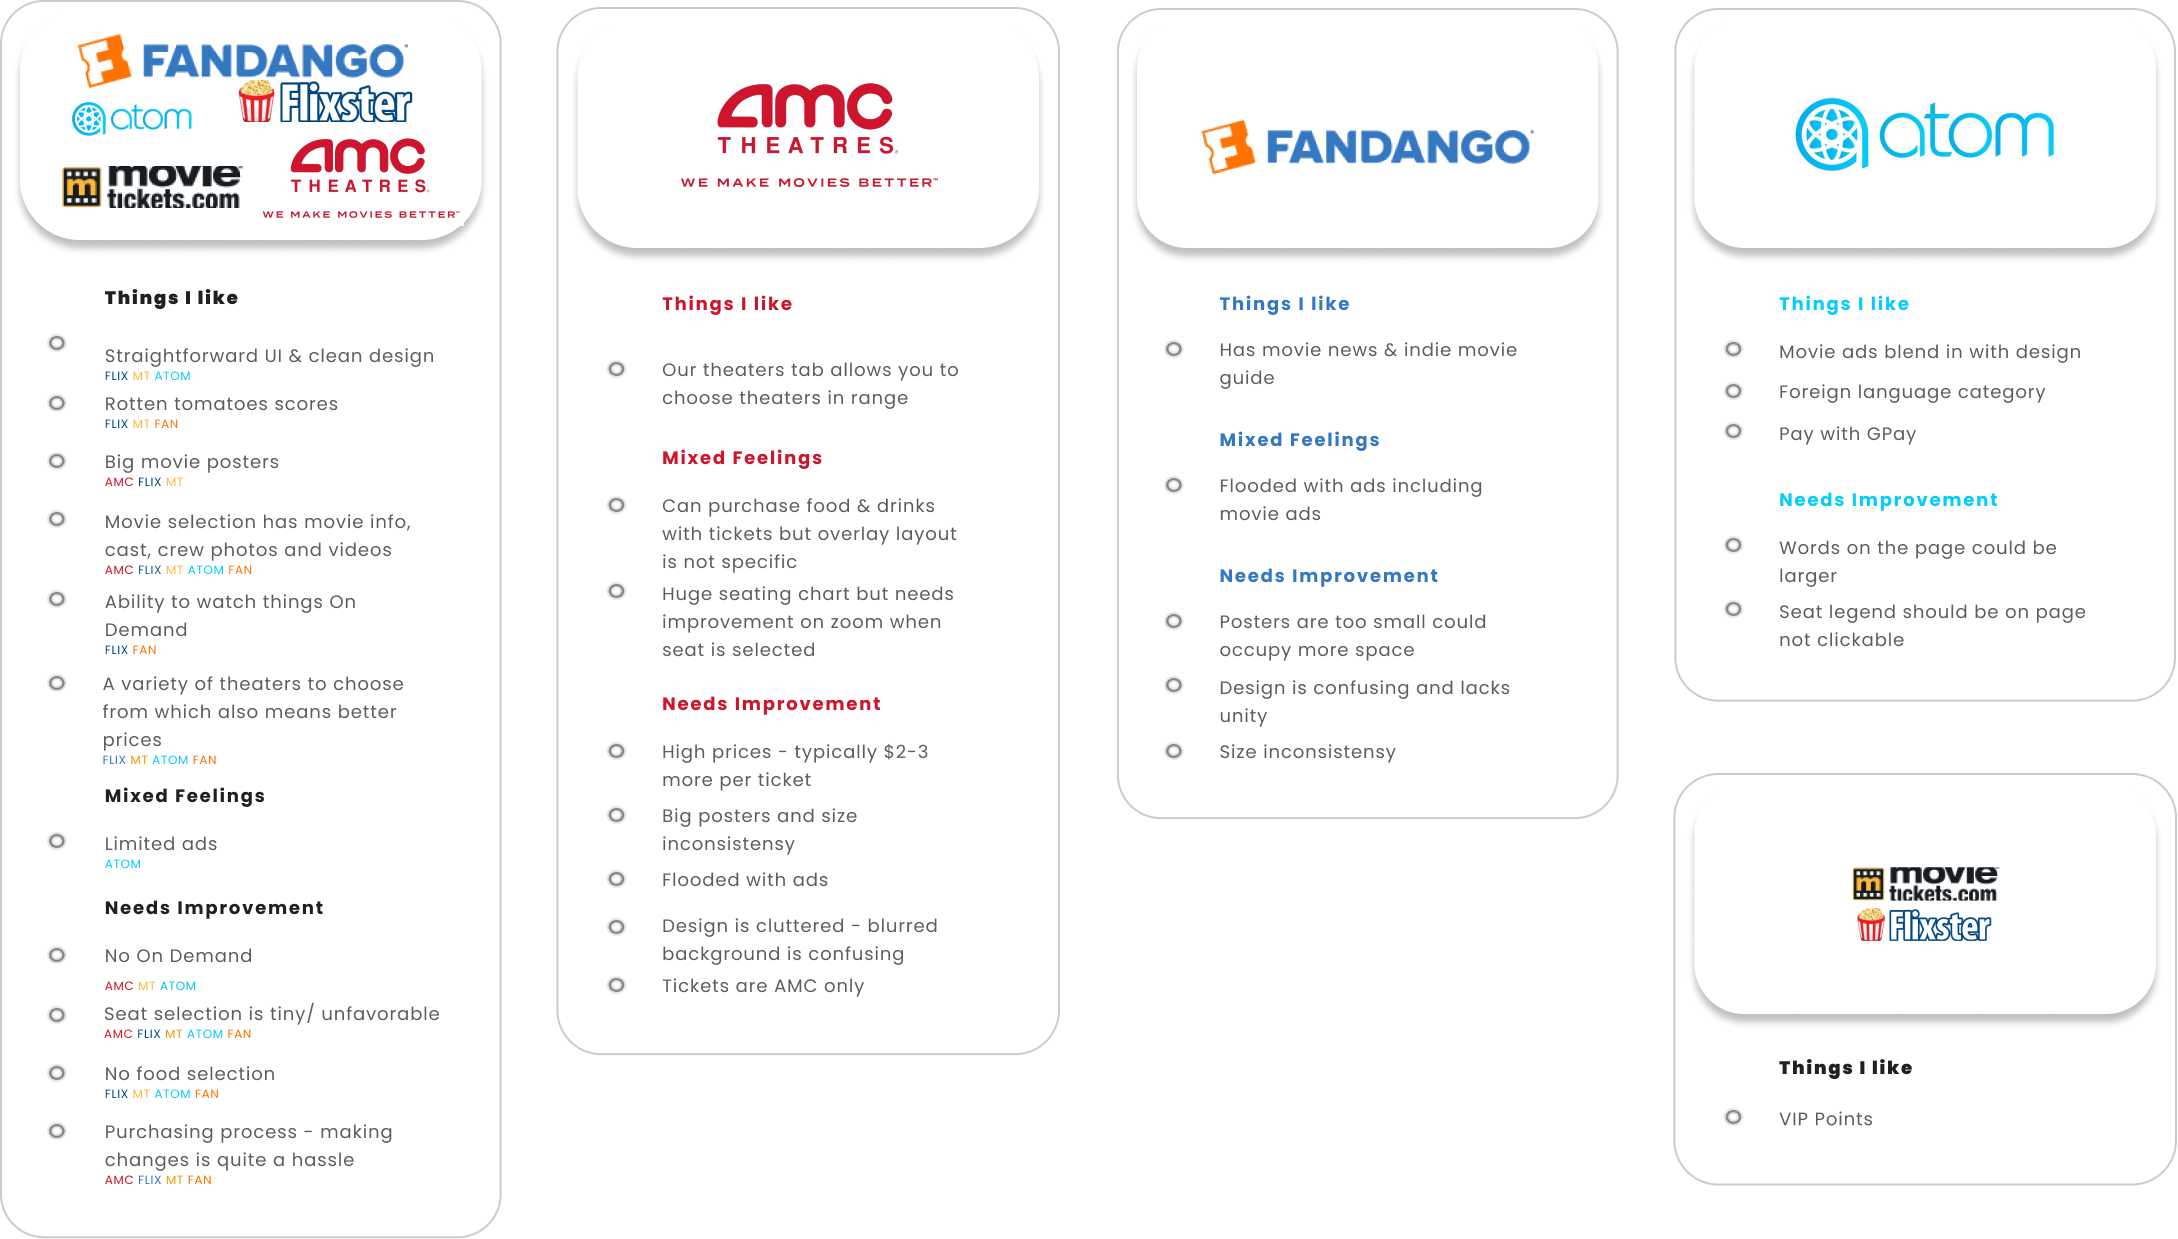 FANDANGO
Flixster
atom
movie
tickets.com
amc
THEATRES
WE MAKE MOVIES BETTER™
Things I like
Straightforward UI & clean design
FLIX MT ATOM
Rotten tomatoes scores
FLIX MT FAN
Big movie posters
AMC FLIX MT
Movie selection has movie info,
cast, crew photos and videos
AMC FLIX MT ATOM FAN
Ability to watch things On
Demand
FLIX FAN
A variety of theaters to choose
from which also means better
prices
FLIX MT ATOM FAN
Mixed Feelings
Limited ads
ATOM
Needs Improvement
No On Demand
AMC MT ATOM
Seat selection is tiny/ unfavorable
AMC FLIX MT ATOM FAN
No food selection
FLIX MT ATOM FAN
Purchasing process - making
changes is quite a hassle
AMC FLIX MT FAN
amc
THEATRES
WE MAKE MOVIES BETTER™
Things I like
Our theaters tab allows you to
choose theaters in range
Mixed Feelings
Can purchase food & drinks
with tickets but overlay layout
is not specific
Huge seating chart but needs
improvement on zoom when
seat is selected
Needs Improvement
High prices - typically $2-3
more per ticket
Big posters and size
inconsistensy
Flooded with ads
Design is cluttered - blurred
background is confusing
Tickets are AMC only
FANDANGO
Things I like
Has movie news & indie movie
guide
Mixed Feelings
Flooded with ads including
movie ads
Needs Improvement
Posters are too small could
occupy more space
Design is confusing and lacks
unity
Size inconsistensy
atom
Things I like
Movie ads blend in with design
Foreign language category
Pay with GPay
Needs Improvement
Words on the page could be
larger
Seat legend should be on page
not clickable
movie
tickets.com
Flixster
Things I like
VIP Points